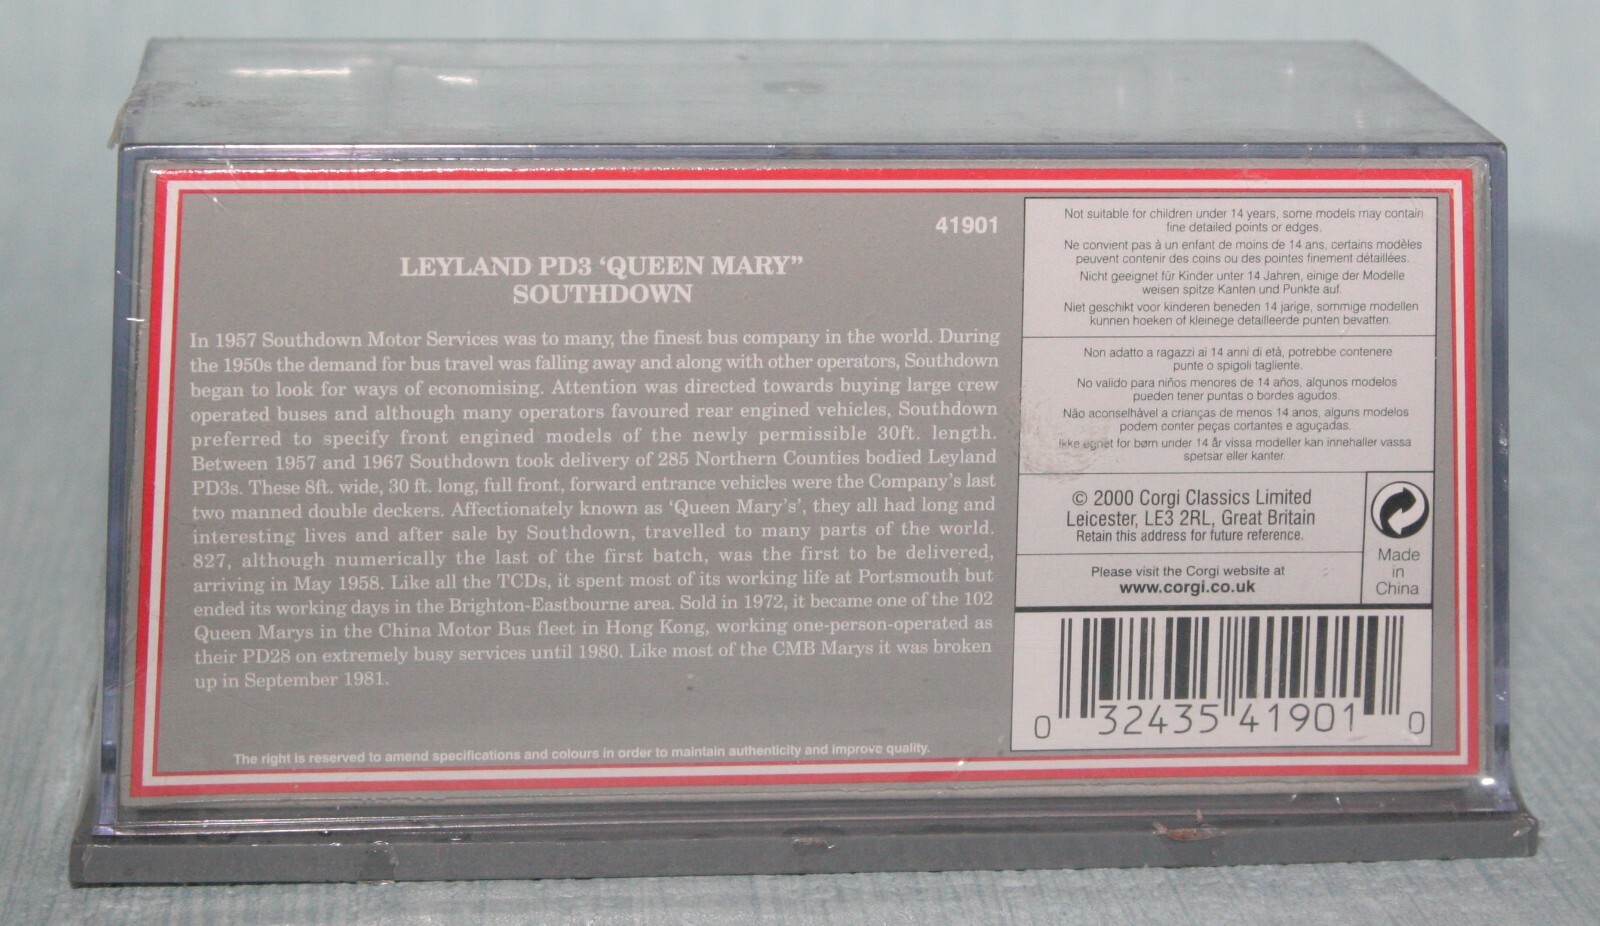 41901
LEYLAND PD3 ‘QUEEN MARY”
SOUTHDOWN
In 1957 Southdown Motor Services was to many, the finest bus company in the world. During
the 1950s the demand for bus travel was falling away and along with other operators, Southdown
began to look for ways of economising. Attention was directed towards buying large crew
operated buses and although many operators favoured rear engined vehicles, Southdown
preferred to specify front engined models of the newly permissible 30ft. length.
Between 1957 and 1967 Southdown took delivery of 285 Northern Counties bodied Leyland
PD3s. These 8ft. wide, 30 ft. long, full front, forward entrance vehicles were the Company’s last
two manned double deckers. Affectionately known as ‘Queen Mary’s’, they all had long and
interesting lives and after sale by Southdown, travelled to many parts of the world.
827, although numerically the last of the first batch, was the first to be delivered,
arriving in May 1958. Like all the TCDs, it spent most of its working life at Portsmouth but
ended its working days in the Brighton-Eastbourne area. Sold in 1972, it became one of the 102
Queen Marys in the China Motor Bus fleet in Hong Kong, working one-person-operated as
their PD28 on extremely busy services until 1980. Like most of the CMB Marys it was broken
up in September 1981.
The right is reserved to amend specifications and colours in order to maintain authenticity and improve quality.
Not suitable for children under 14 years, some models may contain
fine detailed points or edges.
Ne convient pas à un enfant de moins de 14 ans, certains modèles
peuvent contenir des coins ou des pointes finement détaillées.
Nicht geeignet für Kinder unter 14 Jahren, einige der Modelle
weisen spitze Kanten und Punkte auf.
Niet geschikt voor kinderen beneden 14 jarige, sommige modellen
kunnen hoeken of kleinege detailleerde punten bevatten.
Non adatto a ragazzi ai 14 anni di età, potrebbe contenere
punte o spigoli tagliente.
No valido para niños menores de 14 años, algunos modelos
pueden tener puntas o bordes agudos.
Não aconselhável a crianças de menos 14 anos, alguns modelos
podem conter peças cortantes e aguçadas.
Ikke egnet for børn under 14 år vissa modeller kan innehaller vassa
spetsar eller kanter.
© 2000 Corgi Classics Limited
Leicester, LE3 2RL, Great Britain
Retain this address for future reference.
Please visit the Corgi website at
www.corgi.co.uk
Made
in
China
0 32435 41901 0